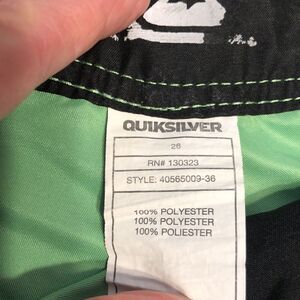 QUIKSILVER
26
RN# 130323
STYLE: 40565009-36
100% POLYESTER
100% POLYESTER
100% POLIESTER